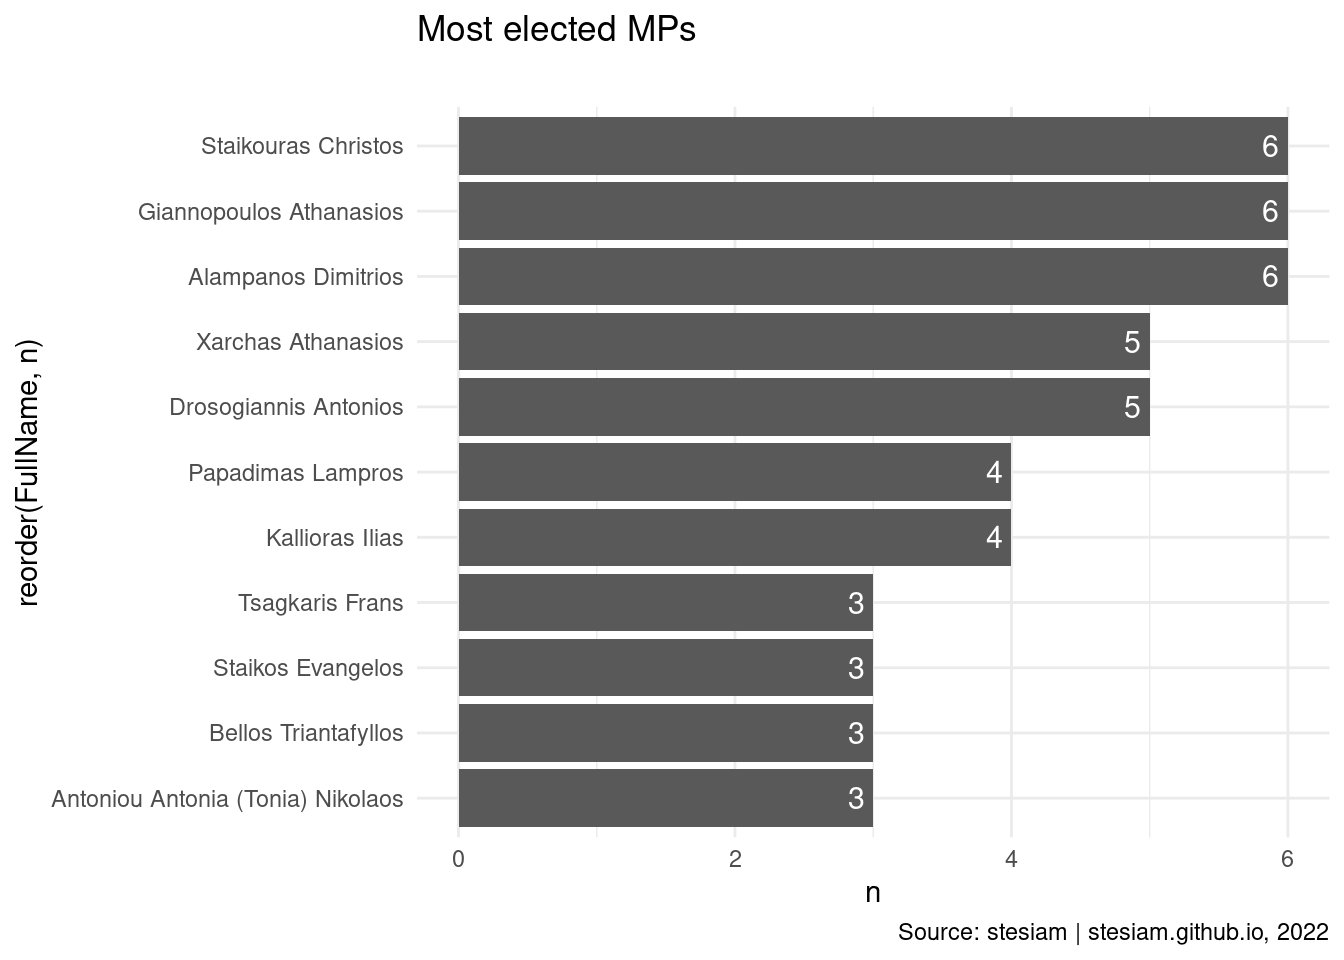 Most elected MPs
reorder(FullName, n)
Staikouras Christos 6
Giannopoulos Athanasios 6
Alampanos Dimitrios 6
Xarchas Athanasios 5
Drosogiannis Antonios 5
Papadimas Lampros 4
Kallioras Ilias 4
Tsagkaris Frans 3
Staikos Evangelos 3
Bellos Triantafyllos 3
Antoniou Antonia (Tonia) Nikolaos 3
0 2 4 6
n
Source: stesiam | stesiam.github.io, 2022